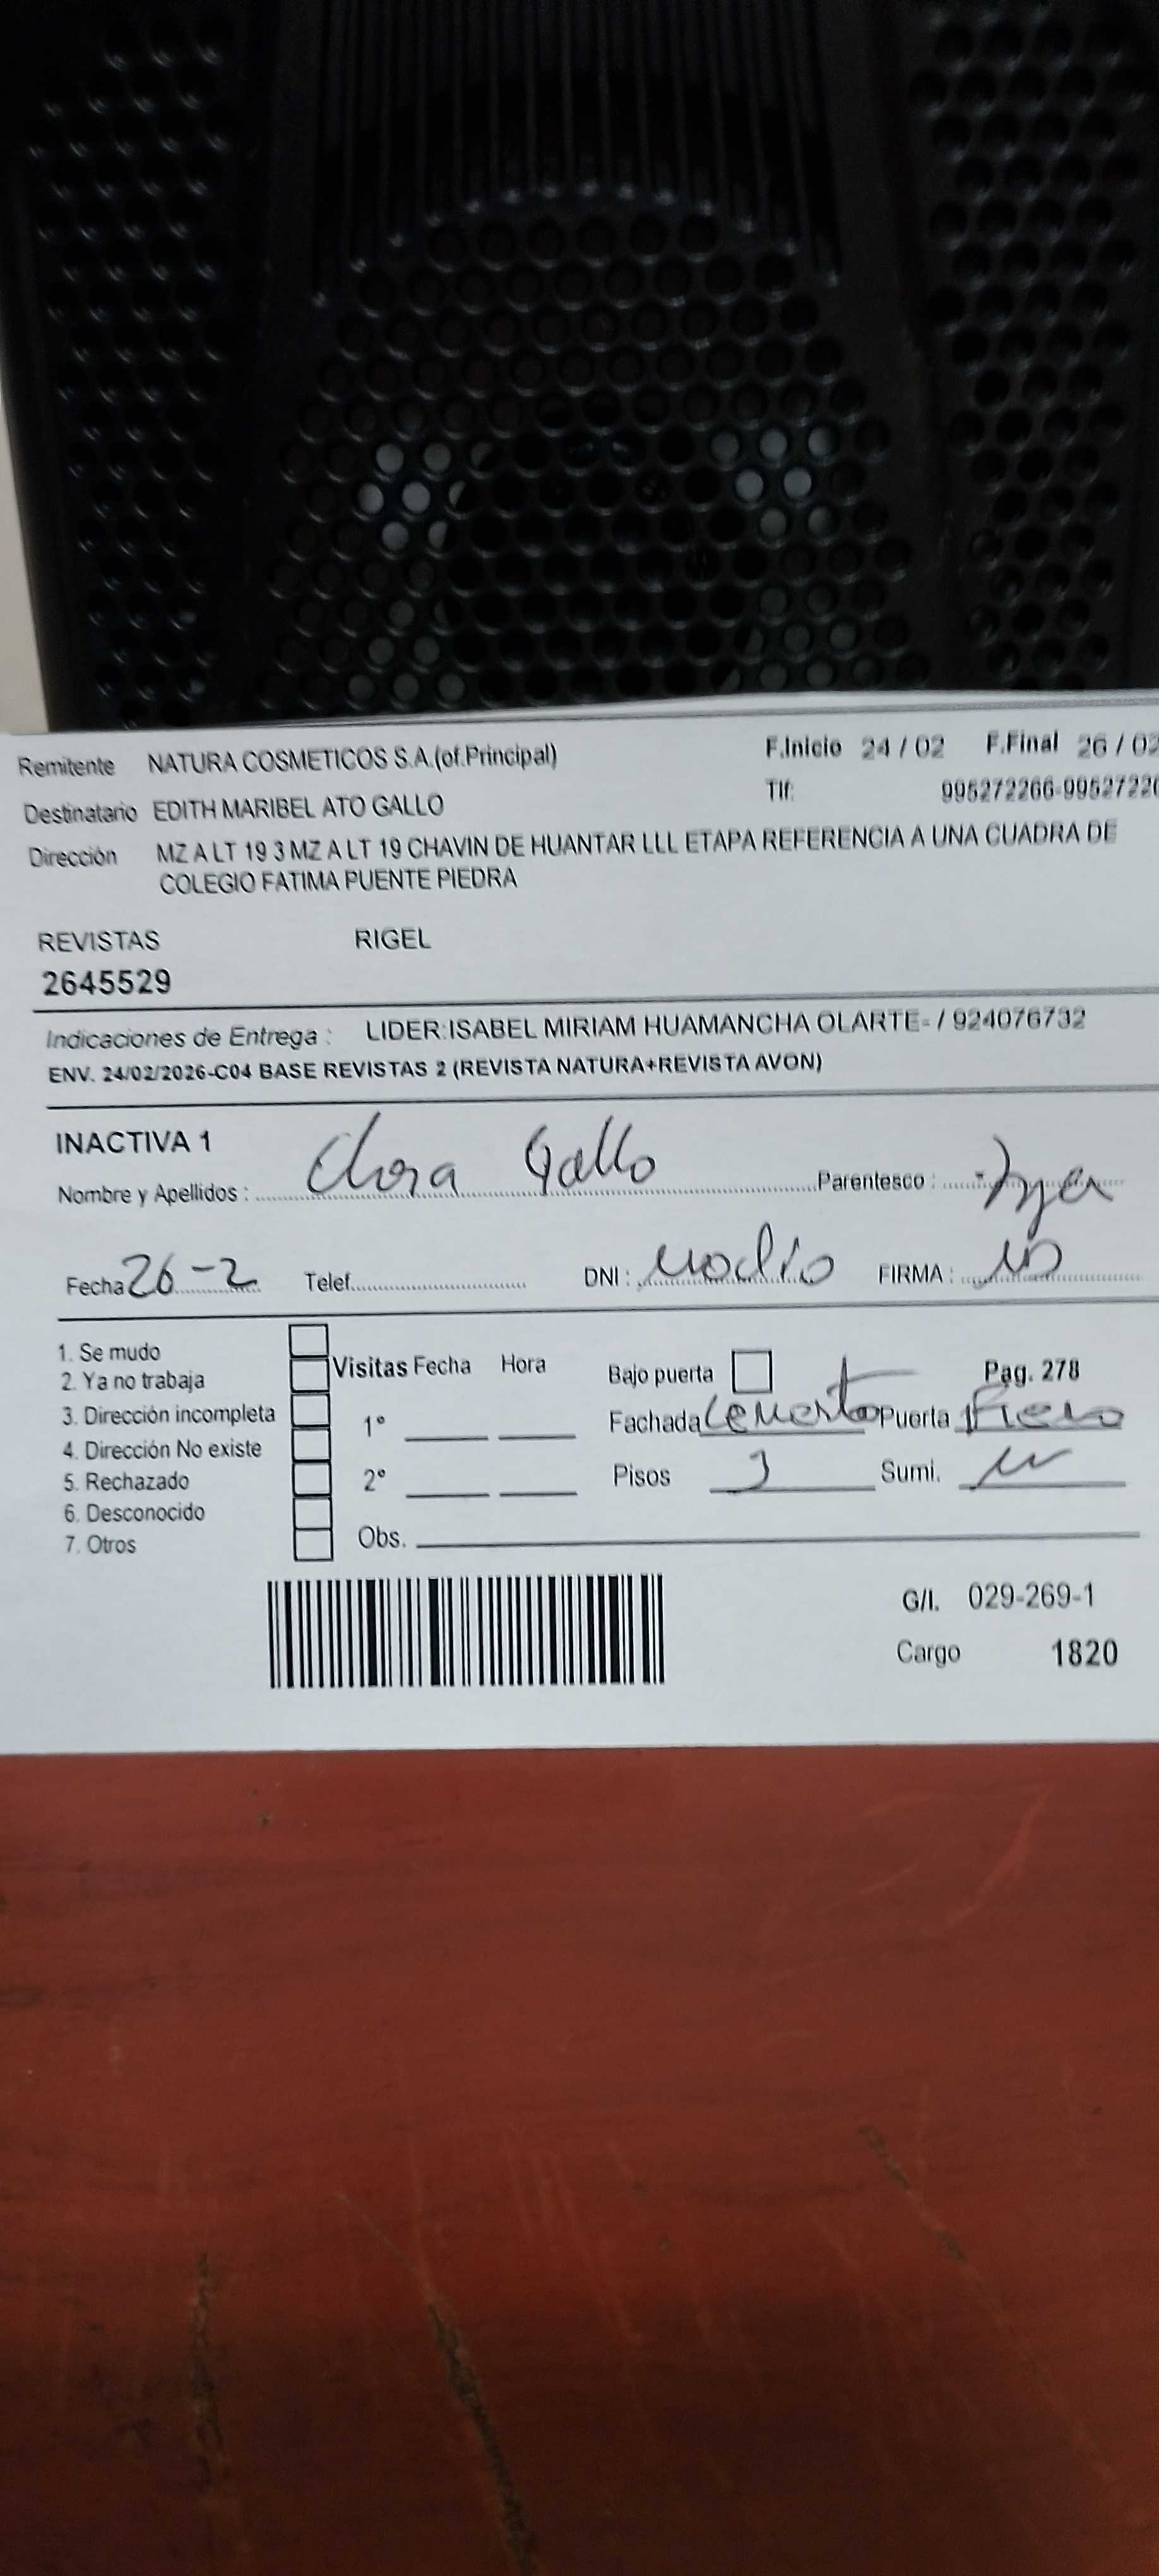 Remitente NATURA COSMETICOS S.A.(of.Principal) F.Inicio 24 / 02 F.Final 26 / 02
Destinatario EDITH MARIBEL ATO GALLO Tlf: 995272266-9952722
Dirección MZ A LT 19 3 MZ A LT 19 CHAVIN DE HUANTAR LLL ETAPA REFERENCIA A UNA CUADRA DE
COLEGIO FATIMA PUENTE PIEDRA
REVISTAS RIGEL
2645529
Indicaciones de Entrega : LIDER:ISABEL MIRIAM HUAMANCHA OLARTE- / 924076732
ENV. 24/02/2026-C04 BASE REVISTAS 2 (REVISTA NATURA+REVISTA AVON)
INACTIVA 1
Nombre y Apellidos : Gallo Parentesco :
Fecha 26-2 Telef. DNI : FIRMA :
1. Se mudo
2. Ya no trabaja Visitas Fecha Hora Bajo puerta Pag. 278
3. Dirección incompleta 1° Fachada Cemento Puerta Fierro
4. Dirección No existe
5. Rechazado 2° Pisos 3 Sumi.
6. Desconocido
7. Otros Obs.
G/I. 029-269-1
Cargo 1820